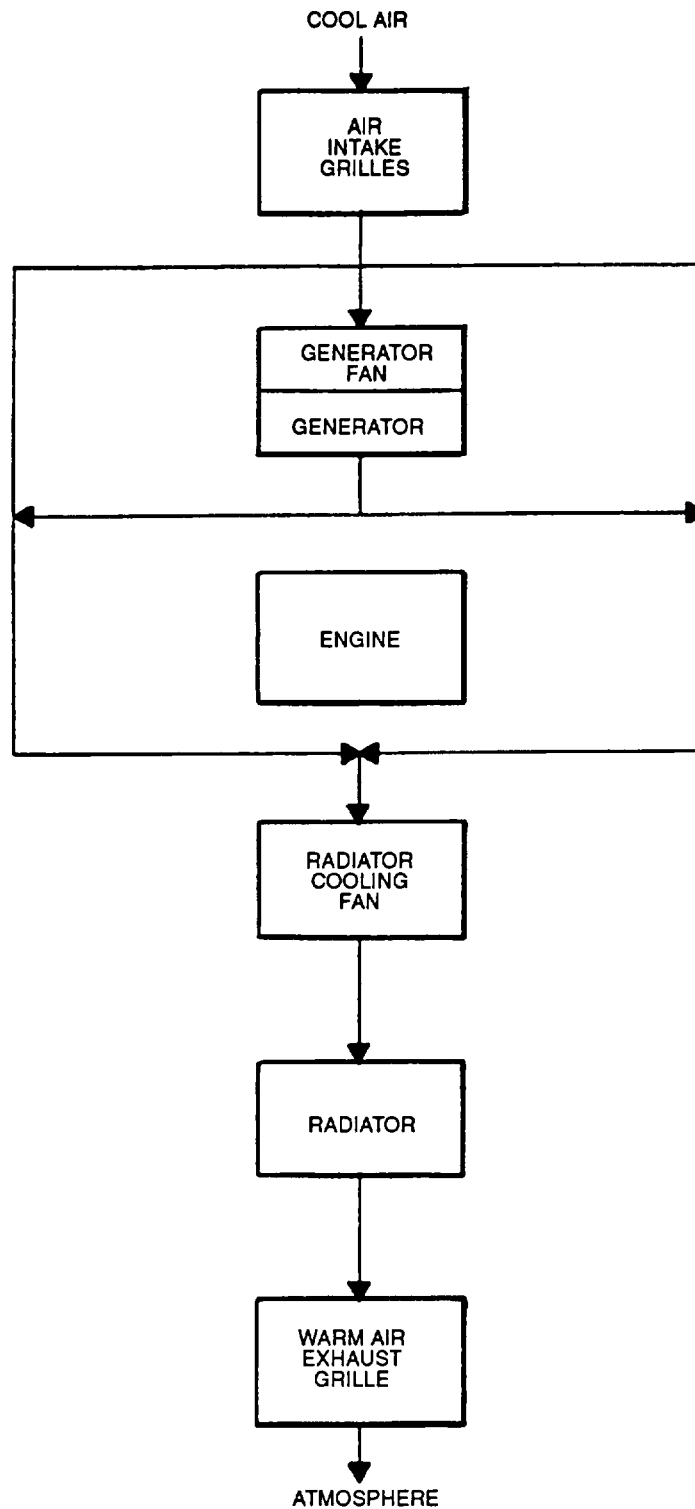 COOL AIR
AIR
INTAKE
GRILLES
GENERATOR
FAN
GENERATOR
ENGINE
RADIATOR
COOLING
FAN
RADIATOR
WARM AIR
EXHAUST
GRILLE
ATMOSPHERE